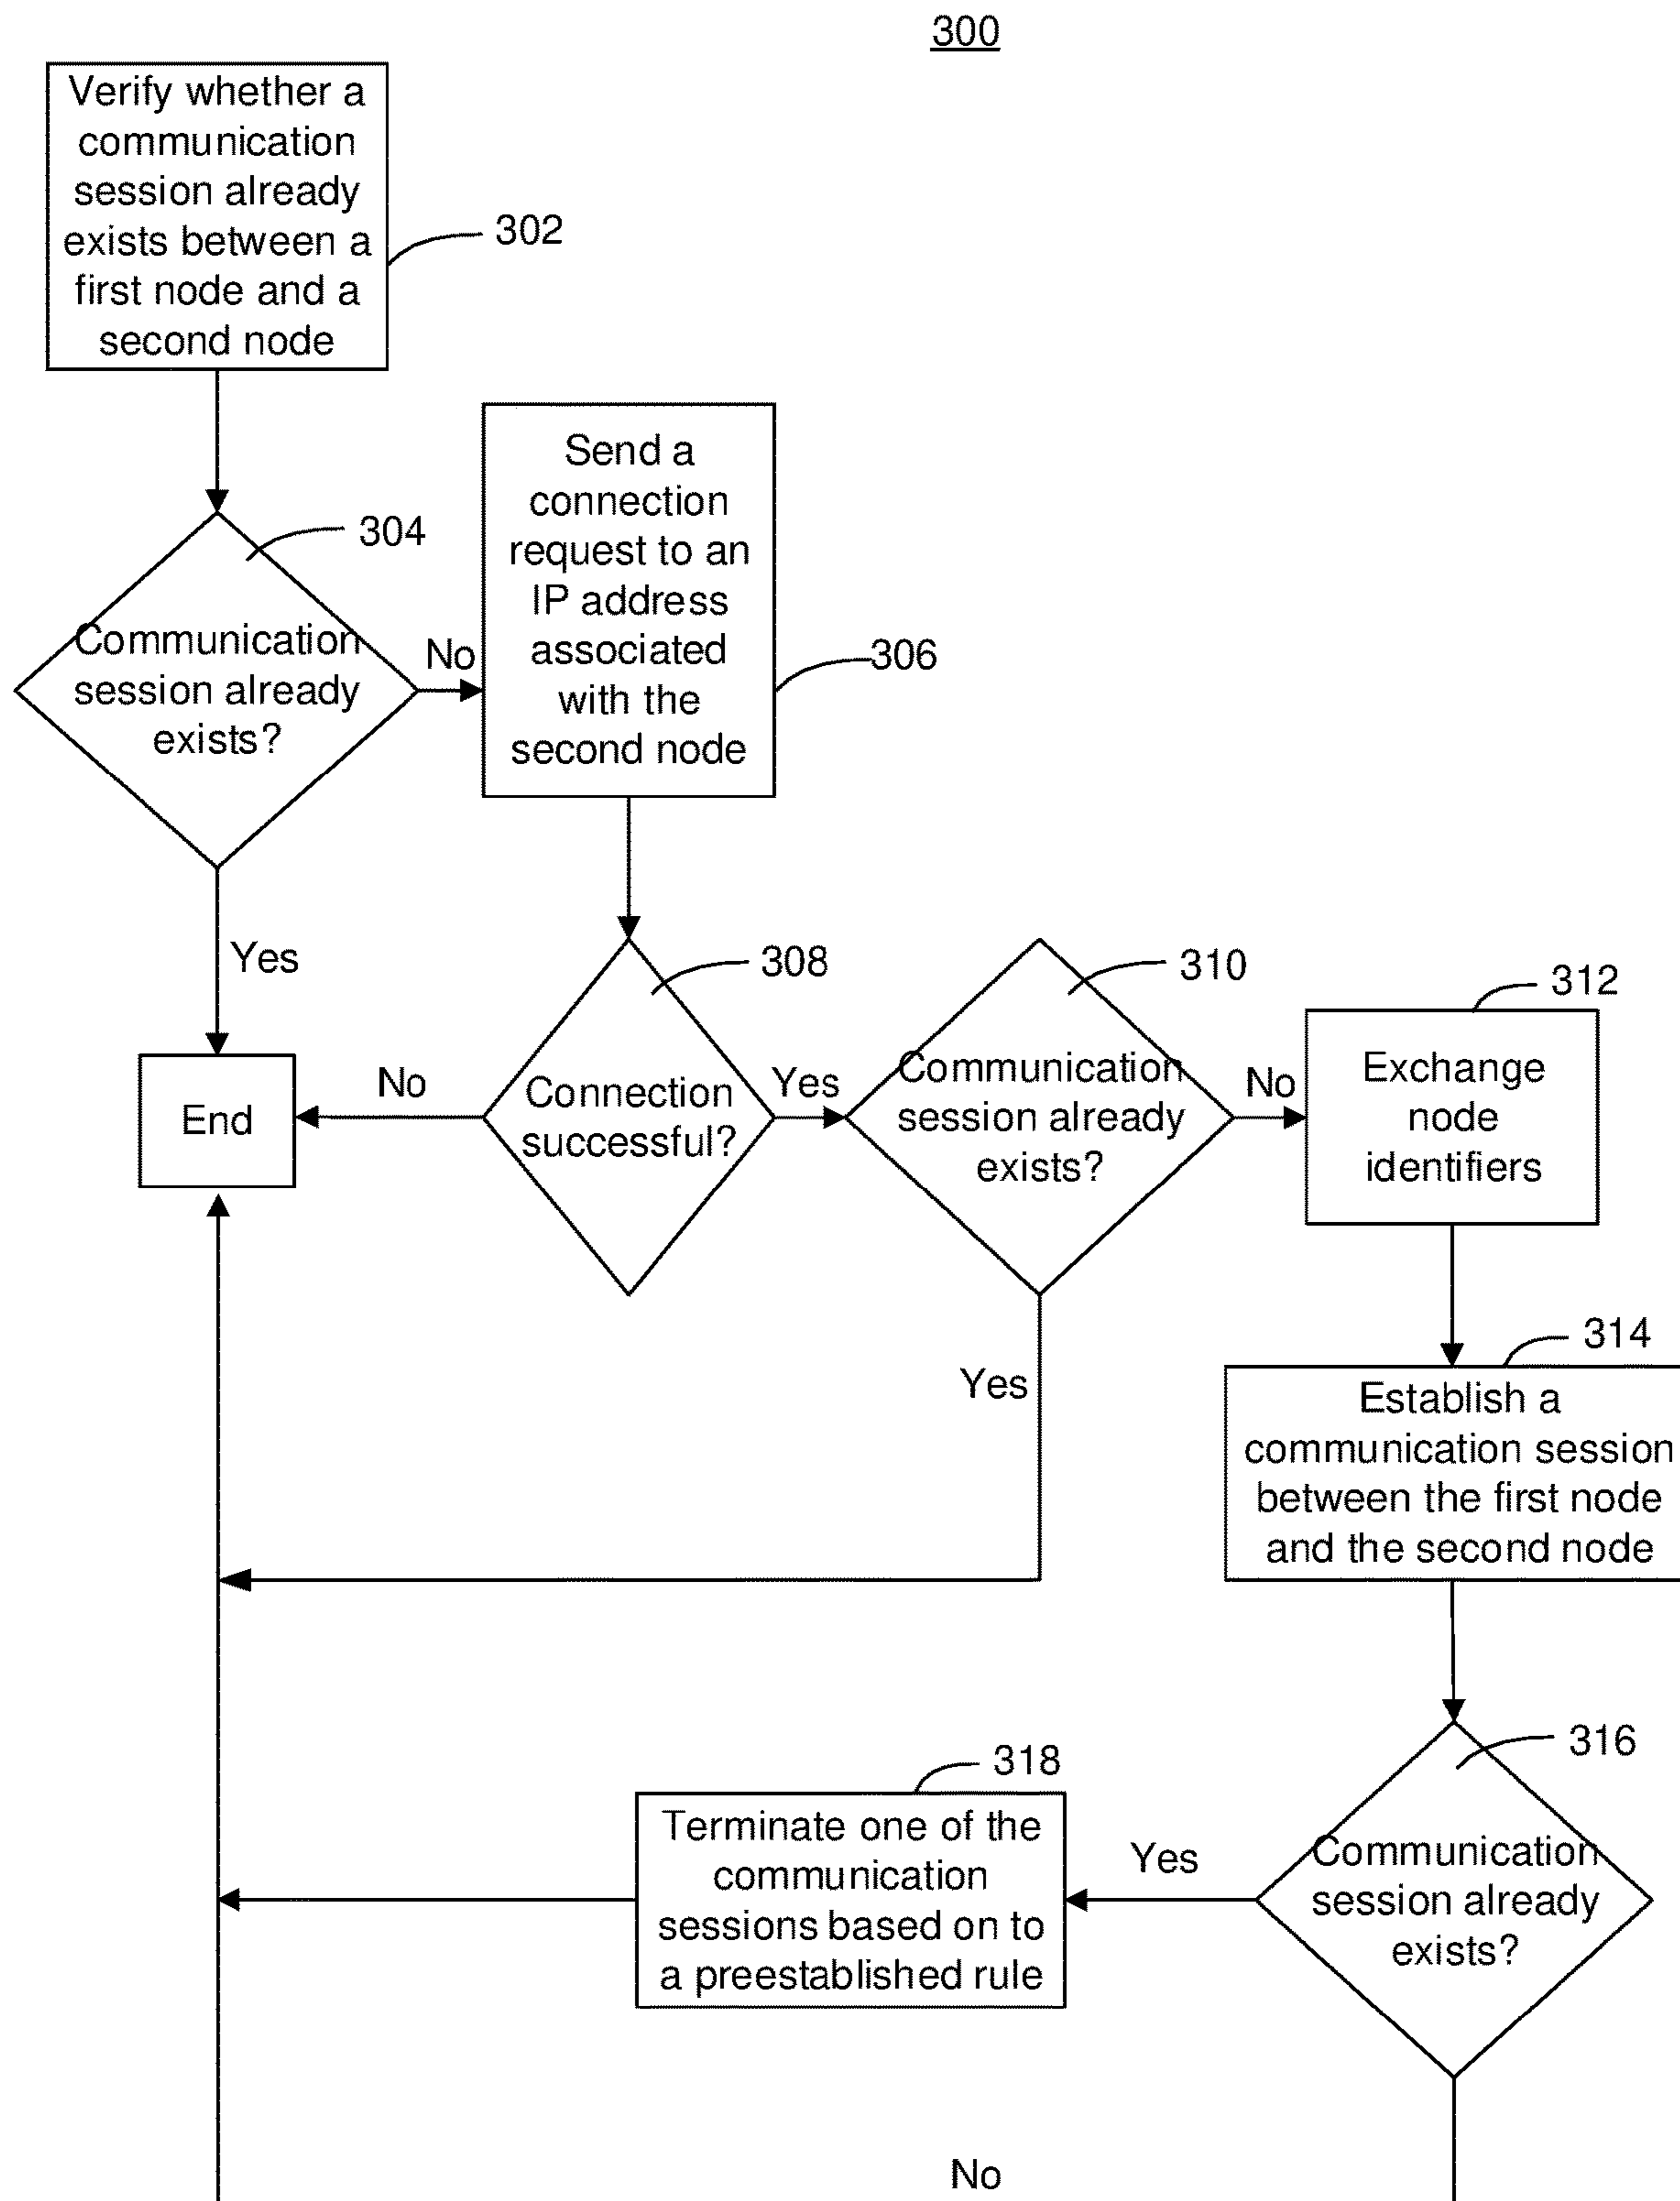 300
Verify whether a
communication
session already
exists between a
first node and a
second node
302
304
Communication
session already
exists?
No
Yes
Send a
connection
request to an
IP address
associated
with the
second node
306
308
Connection
successful?
No
Yes
End
310
Communication
session already
exists?
No
Yes
312
Exchange
node
identifiers
314
Establish a
communication session
between the first node
and the second node
316
Communication
session already
exists?
Yes
318
Terminate one of the
communication
sessions based on to
a preestablished rule
No